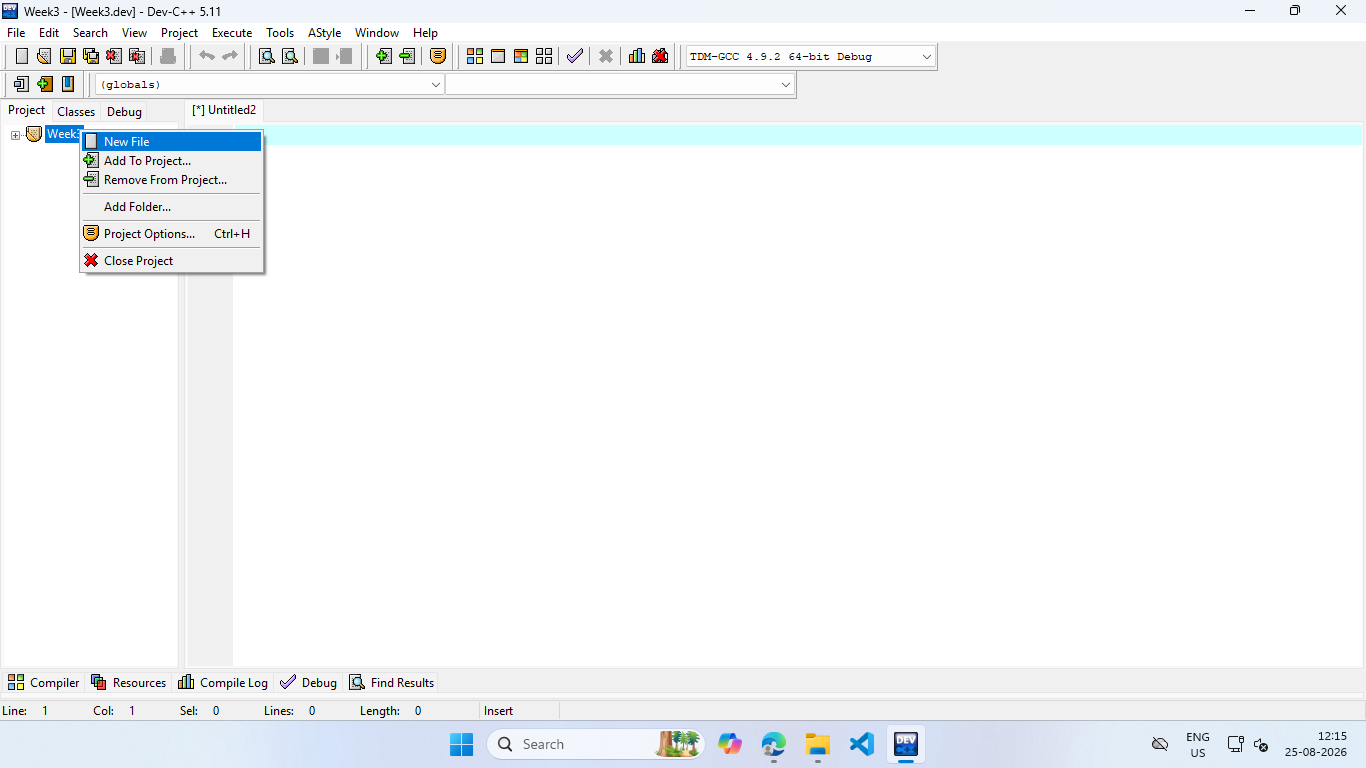 Week3 - [Week3.dev] - Dev-C++ 5.11
File Edit Search View Project Execute Tools AStyle Window Help
TDM-GCC 4.9.2 64-bit Debug
(globals)
Project Classes Debug [*] Untitled2
Week3
New File
Add To Project...
Remove From Project...
Add Folder...
Project Options... Ctrl+H
Close Project
Compiler Resources Compile Log Debug Find Results
Line: 1 Col: 1 Sel: 0 Lines: 0 Length: 0 Insert
Search
DEV
ENG
US
12:15
25-08-2026